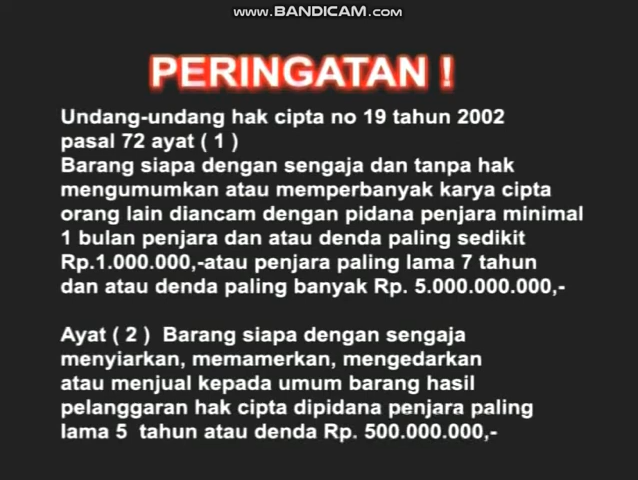 www.BANDICAM.com
PERINGATAN !
Undang-undang hak cipta no 19 tahun 2002
pasal 72 ayat ( 1 )
Barang siapa dengan sengaja dan tanpa hak
mengumumkan atau memperbanyak karya cipta
orang lain diancam dengan pidana penjara minimal
1 bulan penjara dan atau denda paling sedikit
Rp.1.000.000,-atau penjara paling lama 7 tahun
dan atau denda paling banyak Rp. 5.000.000.000,-
Ayat ( 2 )  Barang siapa dengan sengaja
menyiarkan, memamerkan, mengedarkan
atau menjual kepada umum barang hasil
pelanggaran hak cipta dipidana penjara paling
lama 5  tahun atau denda Rp. 500.000.000,-